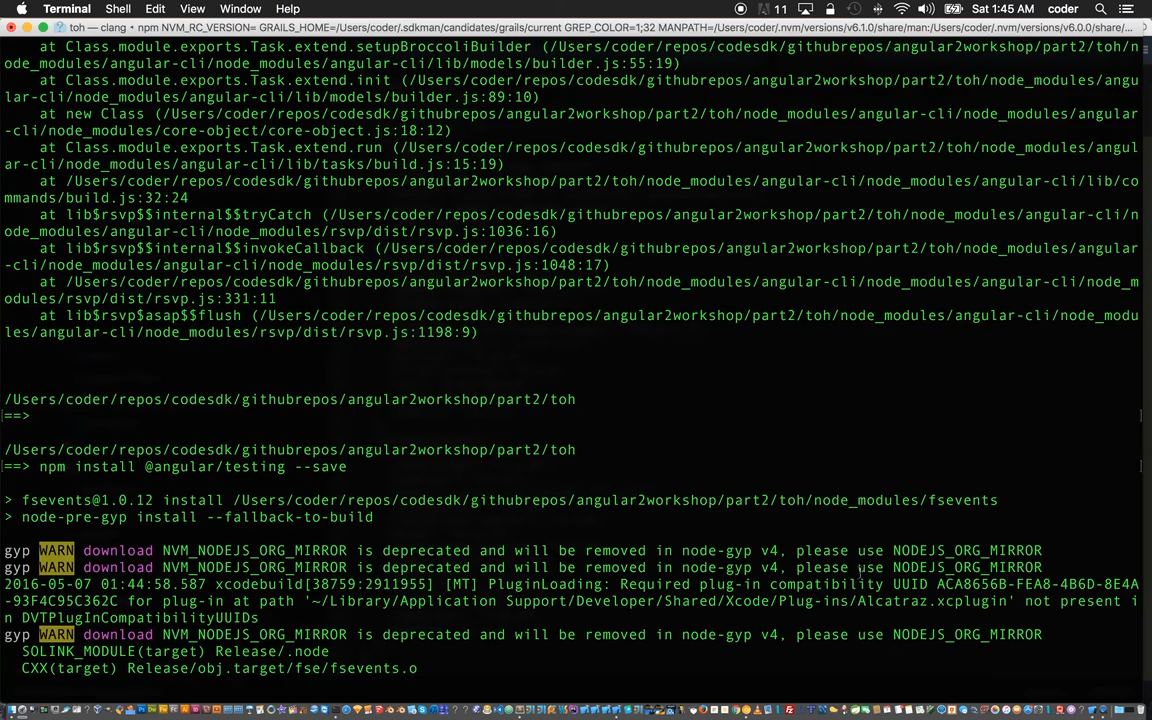 Terminal Shell Edit View Window Help 11 Sat 1:45 AM coder
toh — clang • npm NVM_RC_VERSION= GRAILS_HOME=/Users/coder/.sdkman/candidates/grails/current GREP_COLOR=1;32 MANPATH=/Users/coder/.nvm/versions/v6.1.0/share/man:/Users/coder/.nvm/versions/v6.0.0/share/...
at Class.module.exports.Task.extend.setupBroccoliBuilder (/Users/coder/repos/codesdk/githubrepos/angular2workshop/part2/toh/n
ode_modules/angular-cli/node_modules/angular-cli/lib/models/builder.js:55:19)
at Class.module.exports.Task.extend.init (/Users/coder/repos/codesdk/githubrepos/angular2workshop/part2/toh/node_modules/angu
lar-cli/node_modules/angular-cli/lib/models/builder.js:89:10)
at new Class (/Users/coder/repos/codesdk/githubrepos/angular2workshop/part2/toh/node_modules/angular-cli/node_modules/angular
-cli/node_modules/core-object/core-object.js:18:12)
at Class.module.exports.Task.extend.run (/Users/coder/repos/codesdk/githubrepos/angular2workshop/part2/toh/node_modules/angul
ar-cli/node_modules/angular-cli/lib/tasks/build.js:15:19)
at /Users/coder/repos/codesdk/githubrepos/angular2workshop/part2/toh/node_modules/angular-cli/node_modules/angular-cli/lib/co
mmands/build.js:32:24
at lib$rsvp$$internal$$tryCatch (/Users/coder/repos/codesdk/githubrepos/angular2workshop/part2/toh/node_modules/angular-cli/n
ode_modules/angular-cli/node_modules/rsvp/dist/rsvp.js:1036:16)
at lib$rsvp$$internal$$invokeCallback (/Users/coder/repos/codesdk/githubrepos/angular2workshop/part2/toh/node_modules/angular
-cli/node_modules/angular-cli/node_modules/rsvp/dist/rsvp.js:1048:17)
at /Users/coder/repos/codesdk/githubrepos/angular2workshop/part2/toh/node_modules/angular-cli/node_modules/angular-cli/node_m
odules/rsvp/dist/rsvp.js:331:11
at lib$rsvp$asap$$flush (/Users/coder/repos/codesdk/githubrepos/angular2workshop/part2/toh/node_modules/angular-cli/node_modu
les/angular-cli/node_modules/rsvp/dist/rsvp.js:1198:9)
/Users/coder/repos/codesdk/githubrepos/angular2workshop/part2/toh
==>
/Users/coder/repos/codesdk/githubrepos/angular2workshop/part2/toh
==> npm install @angular/testing --save
> fsevents@1.0.12 install /Users/coder/repos/codesdk/githubrepos/angular2workshop/part2/toh/node_modules/fsevents
> node-pre-gyp install --fallback-to-build
gyp WARN download NVM_NODEJS_ORG_MIRROR is deprecated and will be removed in node-gyp v4, please use NODEJS_ORG_MIRROR
gyp WARN download NVM_NODEJS_ORG_MIRROR is deprecated and will be removed in node-gyp v4, please use NODEJS_ORG_MIRROR
2016-05-07 01:44:58.587 xcodebuild[38759:2911955] [MT] PluginLoading: Required plug-in compatibility UUID ACA8656B-FEA8-4B6D-8E4A
-93F4C95C362C for plug-in at path '~/Library/Application Support/Developer/Shared/Xcode/Plug-ins/Alcatraz.xcplugin' not present i
n DVTPlugInCompatibilityUUIDs
gyp WARN download NVM_NODEJS_ORG_MIRROR is deprecated and will be removed in node-gyp v4, please use NODEJS_ORG_MIRROR
SOLINK_MODULE(target) Release/.node
CXX(target) Release/obj.target/fse/fsevents.o